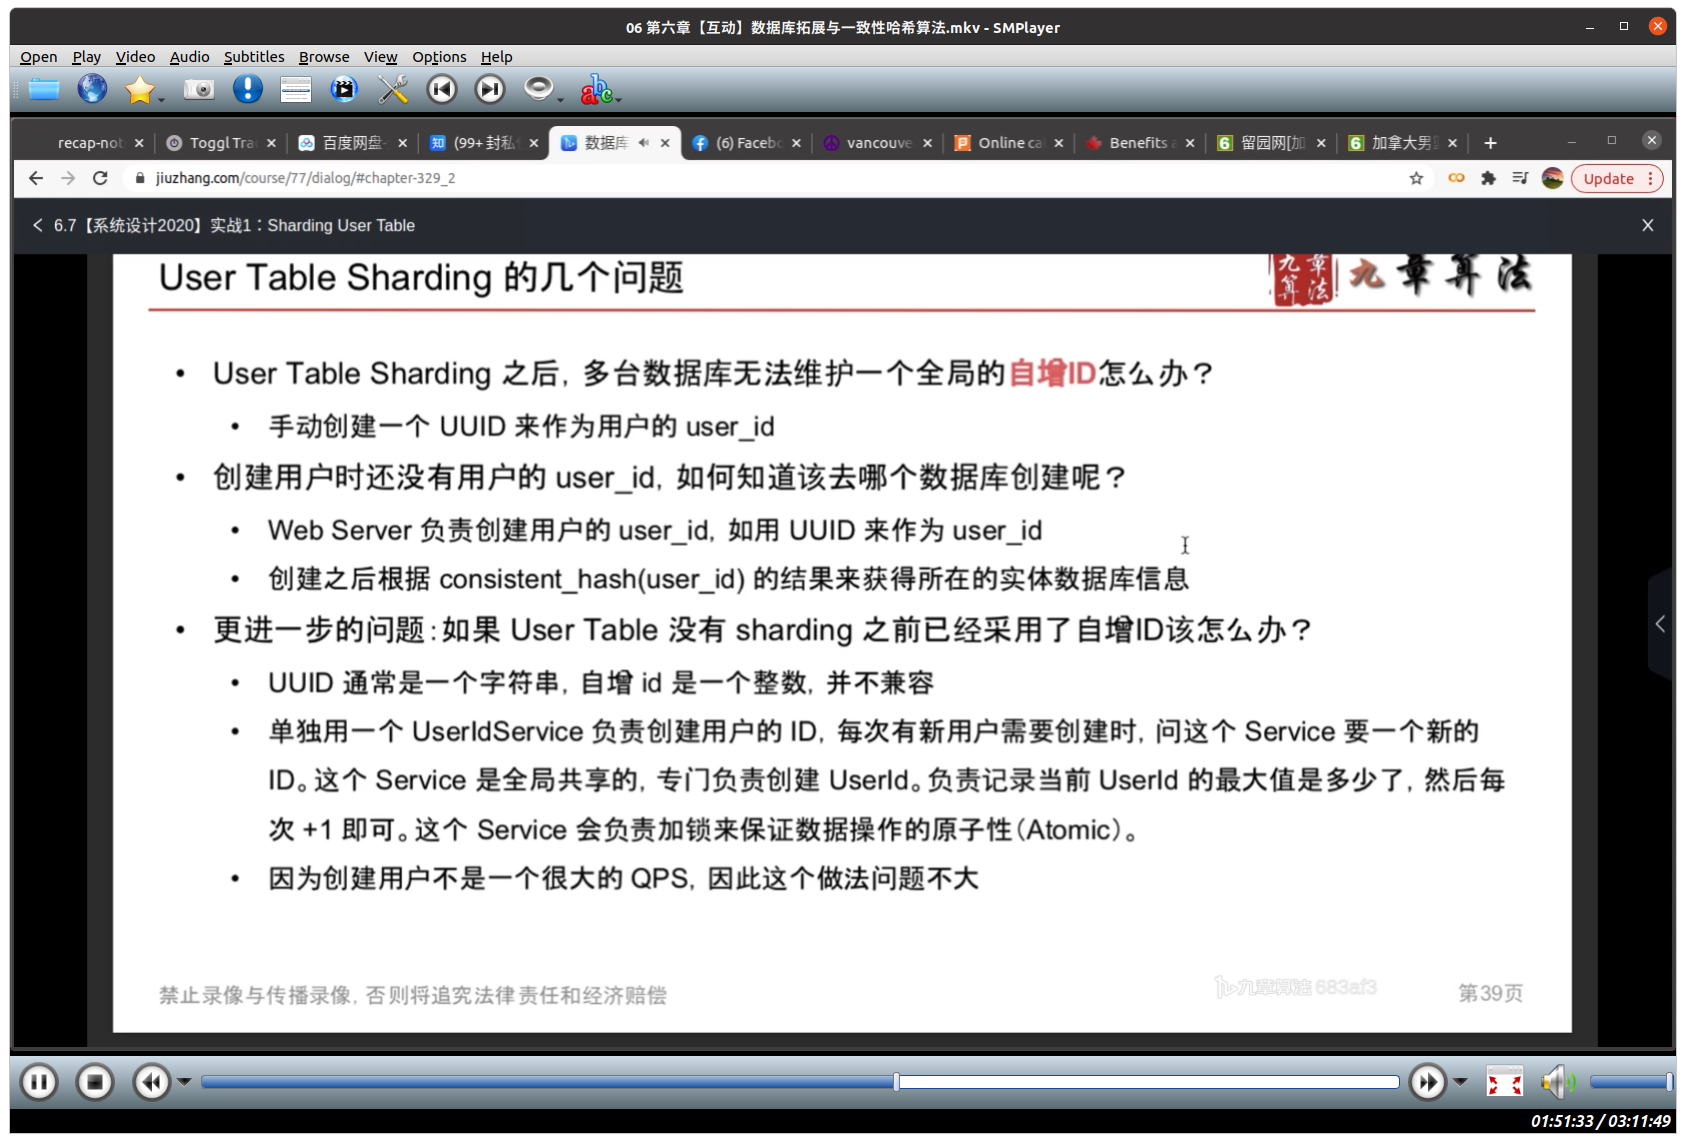 06 第六章【互动】数据库拓展与一致性哈希算法.mkv - SMPlayer
Open Play Video Audio Subtitles Browse View Options Help
recap-not Toggl Tra 百度网盘- (99+ 封私 数据库 (6) Facebo vancouve Online ca Benefits a 留园网[加 加拿大男
jiuzhang.com/course/77/dialog/#chapter-329_2 Update
6.7【系统设计2020】实战1：Sharding User Table
User Table Sharding 的几个问题
九章算法 九章算法
• User Table Sharding 之后, 多台数据库无法维护一个全局的自增ID怎么办？
• 手动创建一个 UUID 来作为用户的 user_id
• 创建用户时还没有用户的 user_id, 如何知道该去哪个数据库创建呢？
• Web Server 负责创建用户的 user_id, 如用 UUID 来作为 user_id
• 创建之后根据 consistent_hash(user_id) 的结果来获得所在的实体数据库信息
• 更进一步的问题：如果 User Table 没有 sharding 之前已经采用了自增ID该怎么办？
• UUID 通常是一个字符串, 自增 id 是一个整数, 并不兼容
• 单独用一个 UserIdService 负责创建用户的 ID, 每次有新用户需要创建时, 问这个 Service 要一个新的
ID。这个 Service 是全局共享的, 专门负责创建 UserId。负责记录当前 UserId 的最大值是多少了, 然后每
次 +1 即可。这个 Service 会负责加锁来保证数据操作的原子性（Atomic）。
• 因为创建用户不是一个很大的 QPS, 因此这个做法问题不大
禁止录像与传播录像, 否则将追究法律责任和经济赔偿
九章算法 683af3
第39页
01:51:33 / 03:11:49